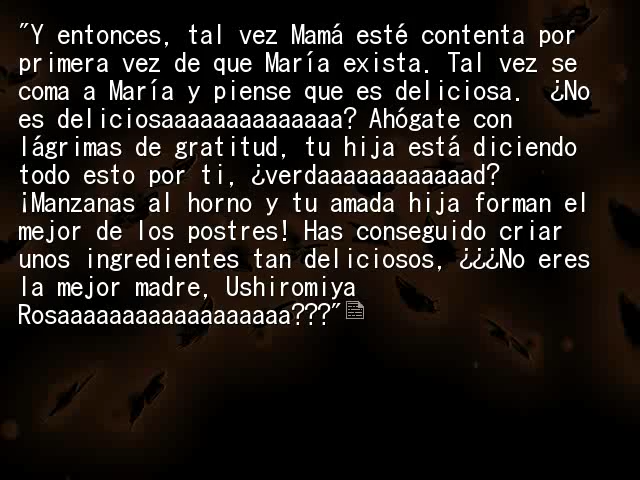 "Y entonces, tal vez Mamá esté contenta por
primera vez de que María exista. Tal vez se
coma a María y piense que es deliciosa.  ¿No
es deliciosaaaaaaaaaaaaaaa? Ahógate con
lágrimas de gratitud, tu hija está diciendo
todo esto por ti, ¿verdaaaaaaaaaaaad?
¡Manzanas al horno y tu amada hija forman el
mejor de los postres! Has conseguido criar
unos ingredientes tan deliciosos, ¿¿¿No eres
la mejor madre, Ushiromiya
Rosaaaaaaaaaaaaaaaaaa???"